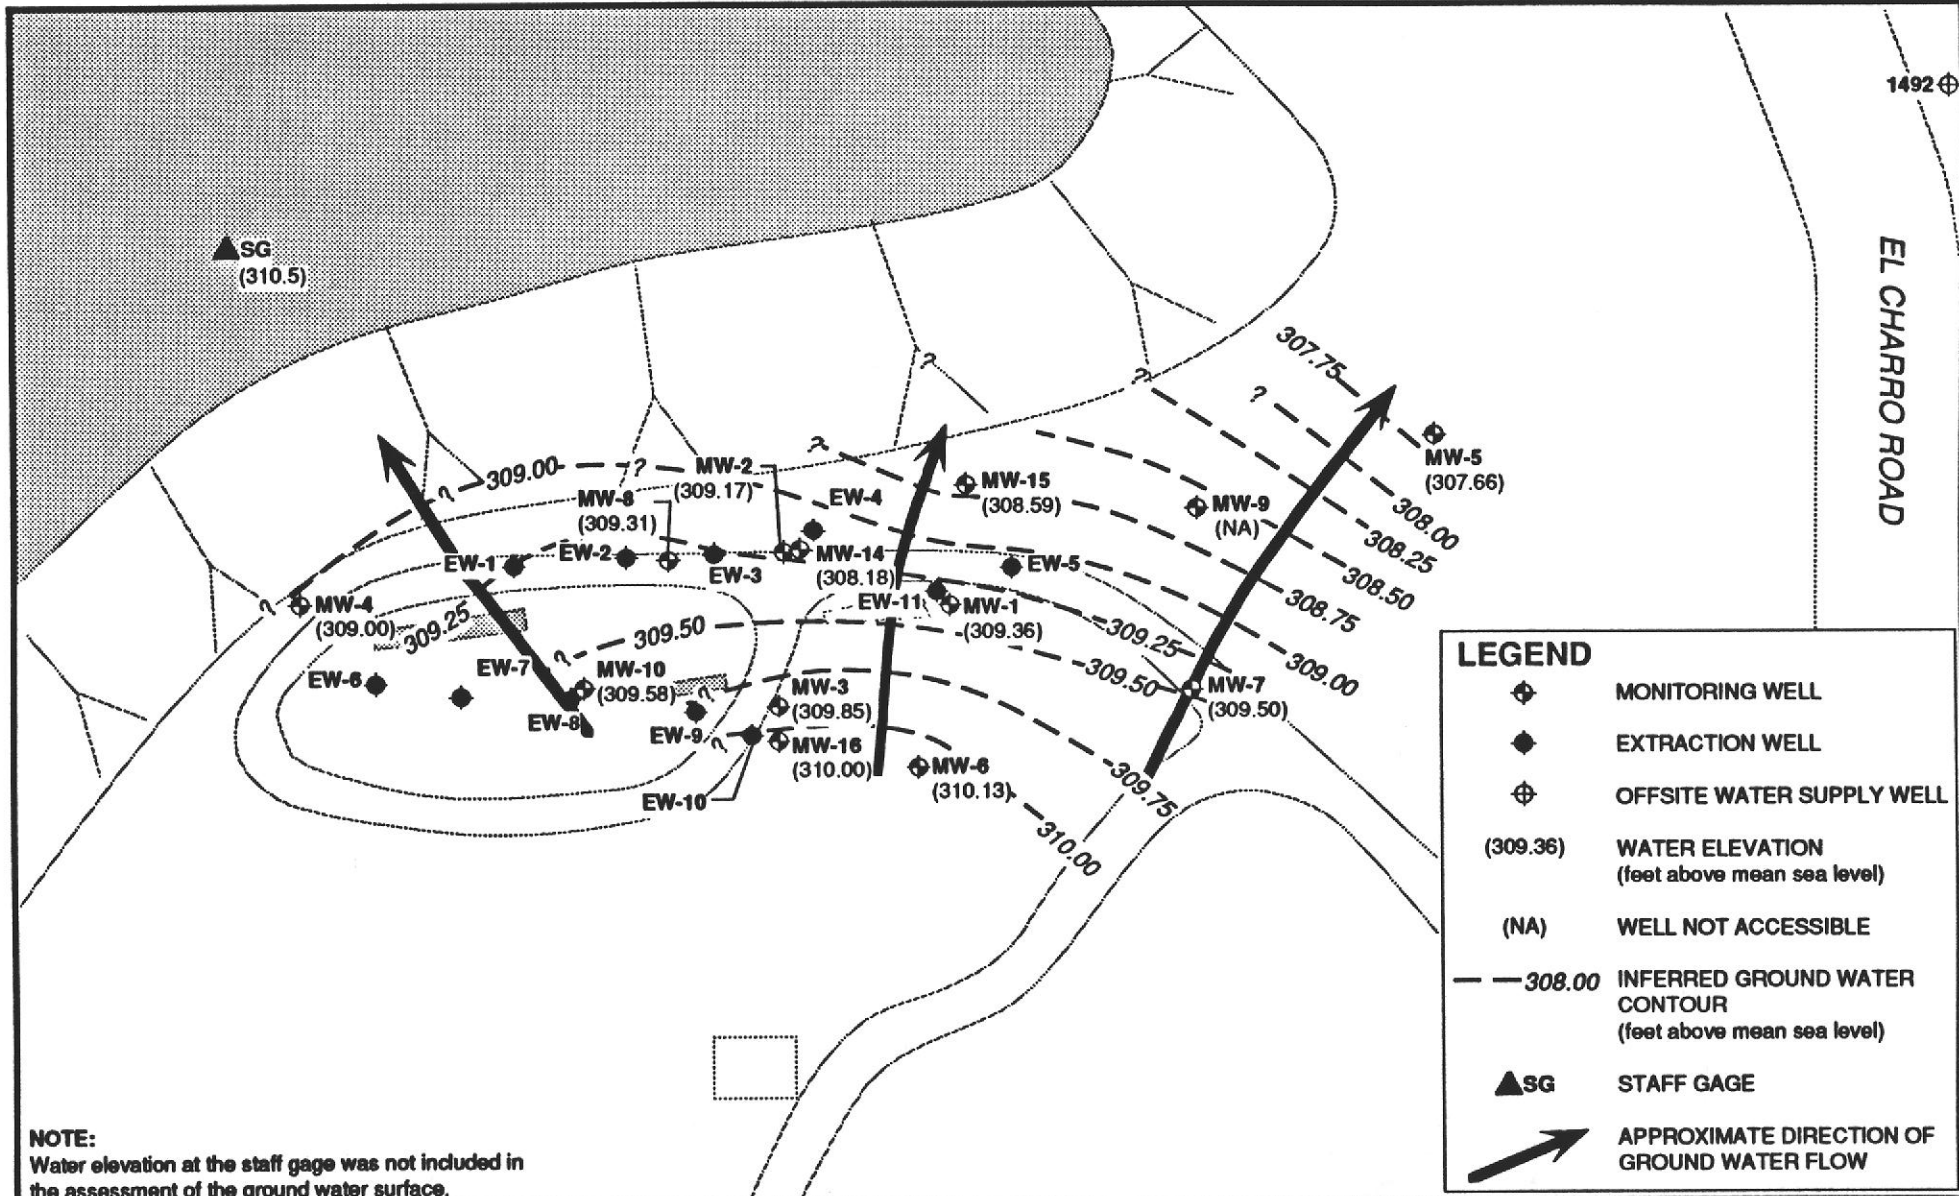 1492
SG
(310.5)
EL CHARRO ROAD
307.75
?
?
?
?
309.00
?
MW-2
(309.17)
MW-8
(309.31)
EW-4
MW-15
(308.59)
MW-9
(NA)
MW-5
(307.66)
308.00
308.25
308.50
308.75
309.00
?
EW-1
EW-2
EW-3
MW-14
(308.18)
EW-5
?
MW-4
(309.00)
309.25
EW-11
MW-1
(309.36)
309.25
309.50
?
309.50
EW-6
EW-7
MW-10
(309.58)
EW-8
?
MW-3
(309.85)
MW-7
(309.50)
EW-9
?
MW-16
(310.00)
MW-6
(310.13)
309.75
EW-10
310.00
LEGEND
MONITORING WELL
EXTRACTION WELL
OFFSITE WATER SUPPLY WELL
(309.36) WATER ELEVATION
(feet above mean sea level)
(NA) WELL NOT ACCESSIBLE
308.00 INFERRED GROUND WATER
CONTOUR
(feet above mean sea level)
SG STAFF GAGE
APPROXIMATE DIRECTION OF
GROUND WATER FLOW
NOTE:
Water elevation at the staff gage was not included in
the assessment of the ground water surface.